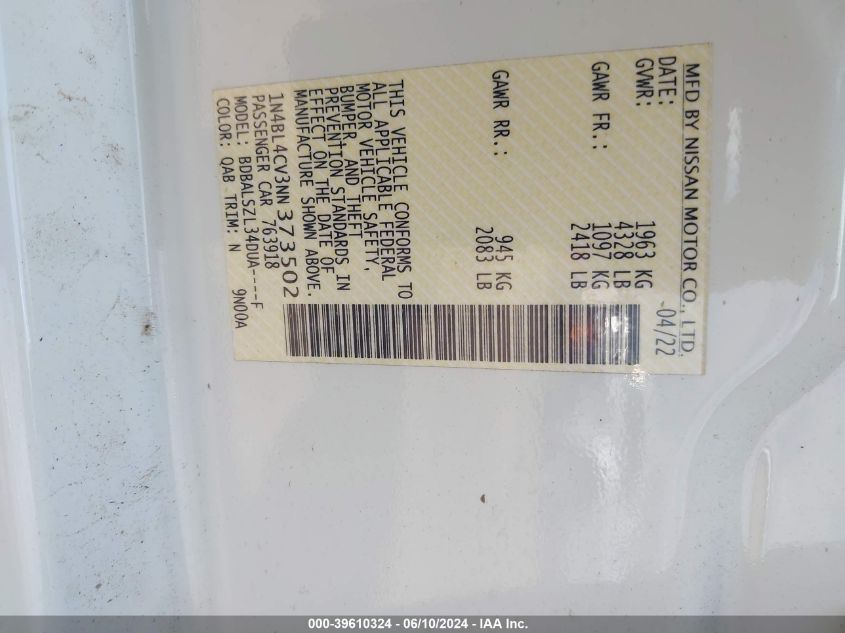 MFD BY NISSAN MOTOR CO., LTD.
DATE: 04/22
GVWR: 1963 KG
4328 LB
GAWR FR.: 1097 KG
2418 LB
GAWR RR.: 945 KG
2083 LB
THIS VEHICLE CONFORMS TO
ALL APPLICABLE FEDERAL
MOTOR VEHICLE SAFETY,
BUMPER, AND THEFT
PREVENTION STANDARDS IN
EFFECT ON THE DATE OF
MANUFACTURE SHOWN ABOVE.
1N4BL4CV3NN373502
PASSENGER CAR 763918
MODEL: BDBALSZL34DUA----F
COLOR: QAB TRIM: N 9N00A
000-39610324 - 06/10/2024 - IAA Inc.